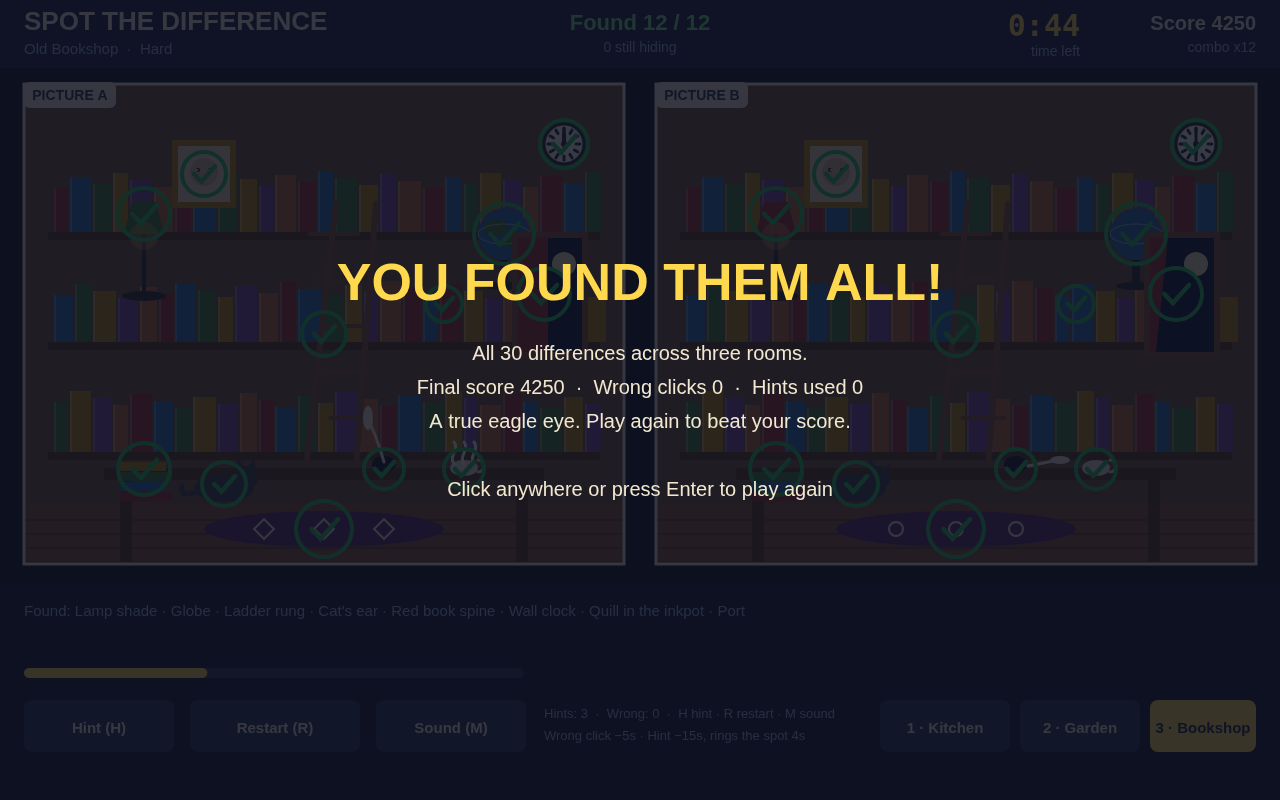 SPOT THE DIFFERENCE
Old Bookshop · Hard
Found 12 / 12
0 still hiding
0:44
time left
Score 4250
combo x12
PICTURE A
PICTURE B
YOU FOUND THEM ALL!
All 30 differences across three rooms.
Final score 4250 · Wrong clicks 0 · Hints used 0
A true eagle eye. Play again to beat your score.
Click anywhere or press Enter to play again
Found: Lamp shade · Globe · Ladder rung · Cat's ear · Red book spine · Wall clock · Quill in the inkpot · Port
Hint (H)
Restart (R)
Sound (M)
Hints: 3 · Wrong: 0 · H hint · R restart · M sound
Wrong click −5s · Hint −15s, rings the spot 4s
1 · Kitchen
2 · Garden
3 · Bookshop